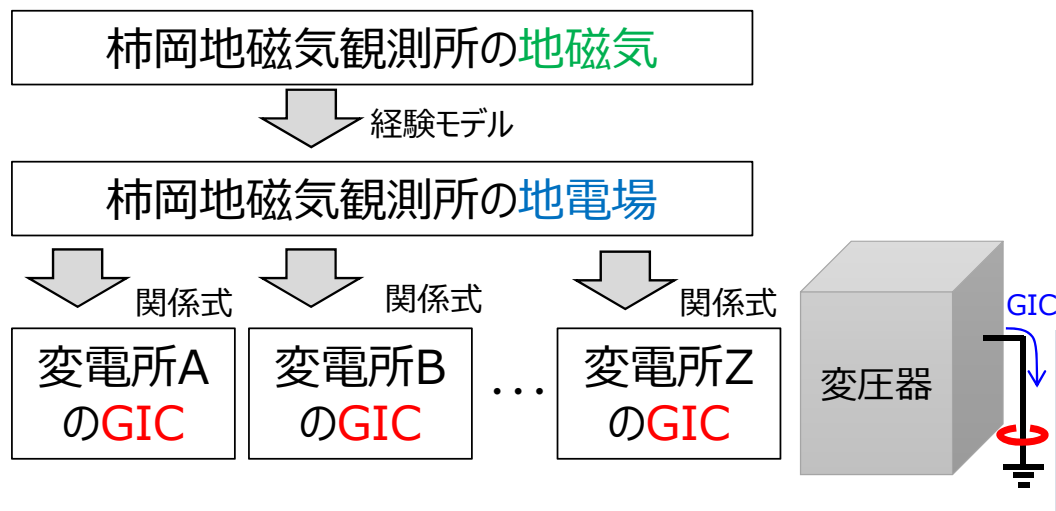 柿岡地磁気観測所の地磁気
経験モデル
柿岡地磁気観測所の地電場
関係式
関係式
関係式
変電所A
のGIC
変電所B
のGIC
…
変電所Z
のGIC
変圧器
GIC